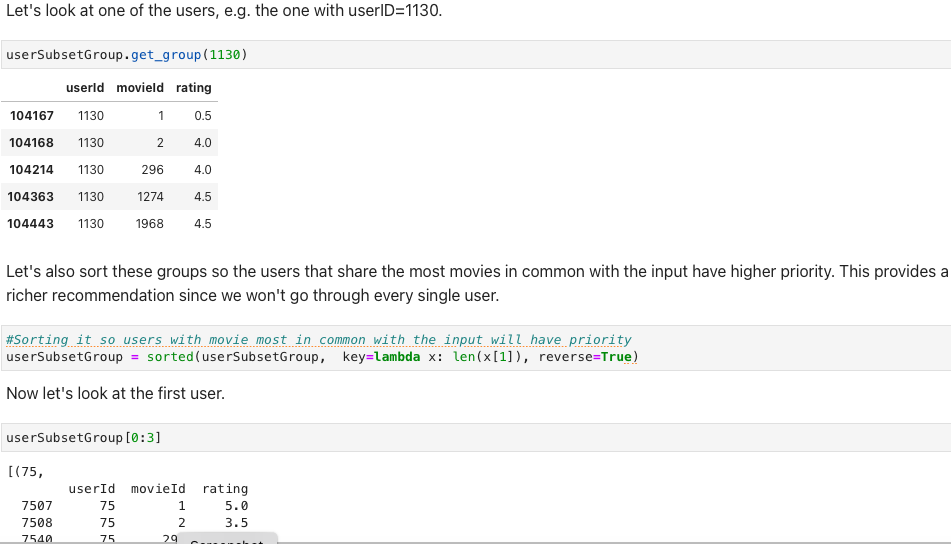 Let's look at one of the users, e.g. the one with userID=1130.
userSubsetGroup.get_group(1130)
userId movieId rating
104167 1130 1 0.5
104168 1130 2 4.0
104214 1130 296 4.0
104363 1130 1274 4.5
104443 1130 1968 4.5
Let's also sort these groups so the users that share the most movies in common with the input have higher priority. This provides a
richer recommendation since we won't go through every single user.
#Sorting it so users with movie most in common with the input will have priority
userSubsetGroup = sorted(userSubsetGroup,  key=lambda x: len(x[1]), reverse=True)
Now let's look at the first user.
userSubsetGroup[0:3]
[(75,
userId movieId rating
7507 75 1 5.0
7508 75 2 3.5
7540 75 29
Screenshot